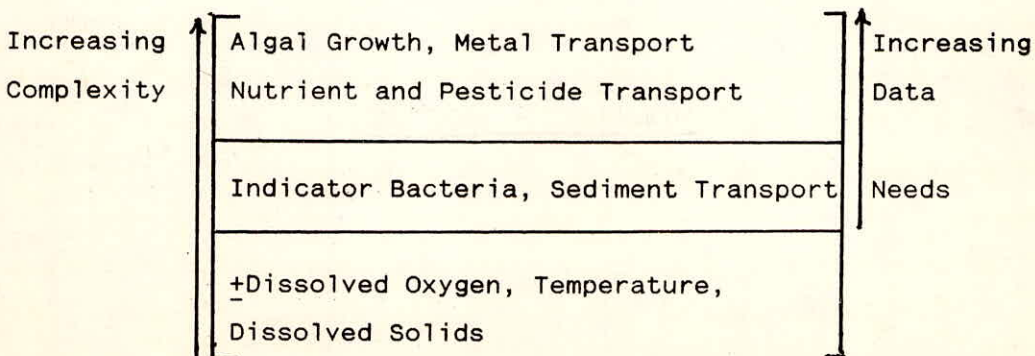 Increasing Algal Growth, Metal Transport Increasing
Complexity Nutrient and Pesticide Transport Data
Indicator Bacteria, Sediment Transport Needs
±Dissolved Oxygen, Temperature,
Dissolved Solids